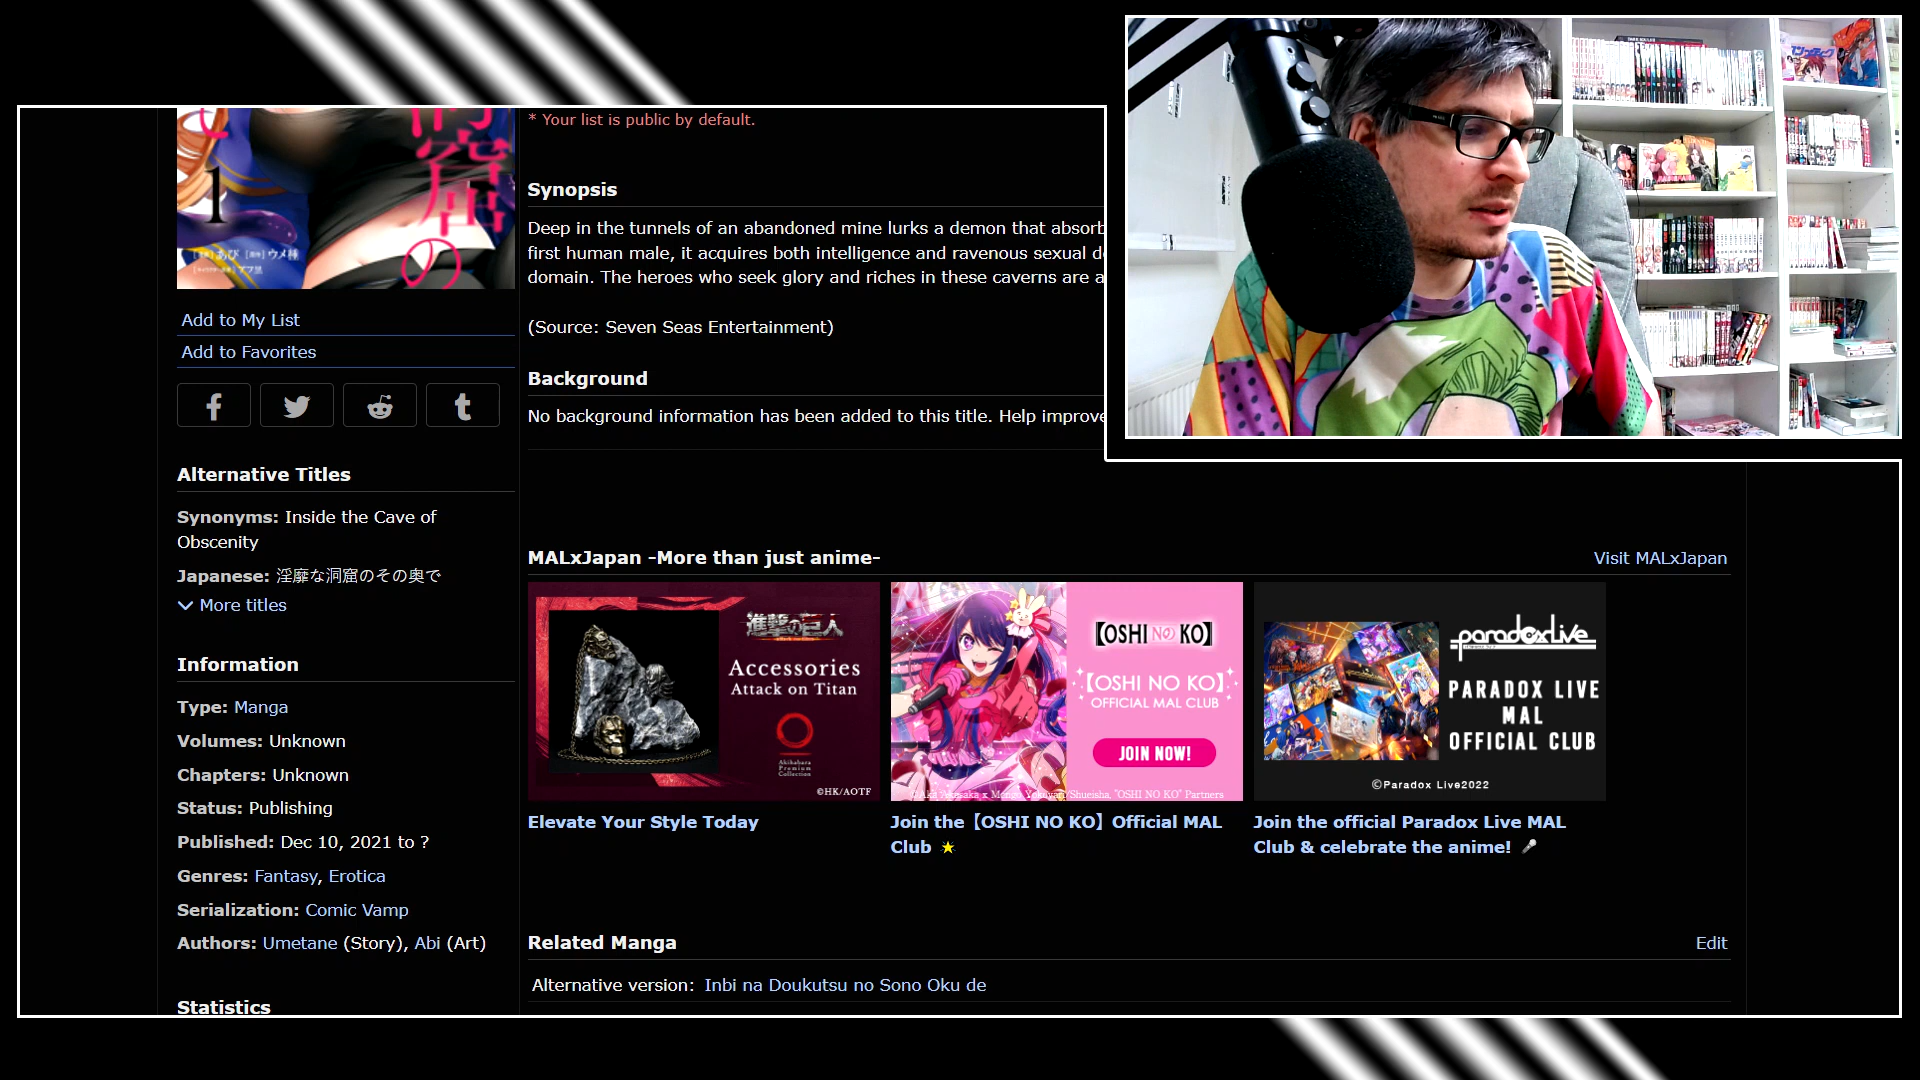 1
窟
の
* Your list is public by default.
Synopsis
Deep in the tunnels of an abandoned mine lurks a demon that absorb
first human male, it acquires both intelligence and ravenous sexual d
domain. The heroes who seek glory and riches in these caverns are a
(Source: Seven Seas Entertainment)
Background
No background information has been added to this title. Help improve
Add to My List
Add to Favorites
Alternative Titles
Synonyms: Inside the Cave of
Obscenity
Japanese: 淫靡な洞窟のその奥で
More titles
Information
Type: Manga
Volumes: Unknown
Chapters: Unknown
Status: Publishing
Published: Dec 10, 2021 to ?
Genres: Fantasy, Erotica
Serialization: Comic Vamp
Authors: Umetane (Story), Abi (Art)
Statistics
MALxJapan -More than just anime-
Visit MALxJapan
進撃の巨人
Accessories
Attack on Titan
Akihabara
Premium
Collection
©HK/AOTF
Elevate Your Style Today
【OSHI NO KO】
【OSHI NO KO】
OFFICIAL MAL CLUB
JOIN NOW!
Join the【OSHI NO KO】Official MAL
Club
paradoxlive
PARADOX LIVE
MAL
OFFICIAL CLUB
©Paradox Live2022
Join the official Paradox Live MAL
Club & celebrate the anime!
Related Manga
Edit
Alternative version: Inbi na Doukutsu no Sono Oku de